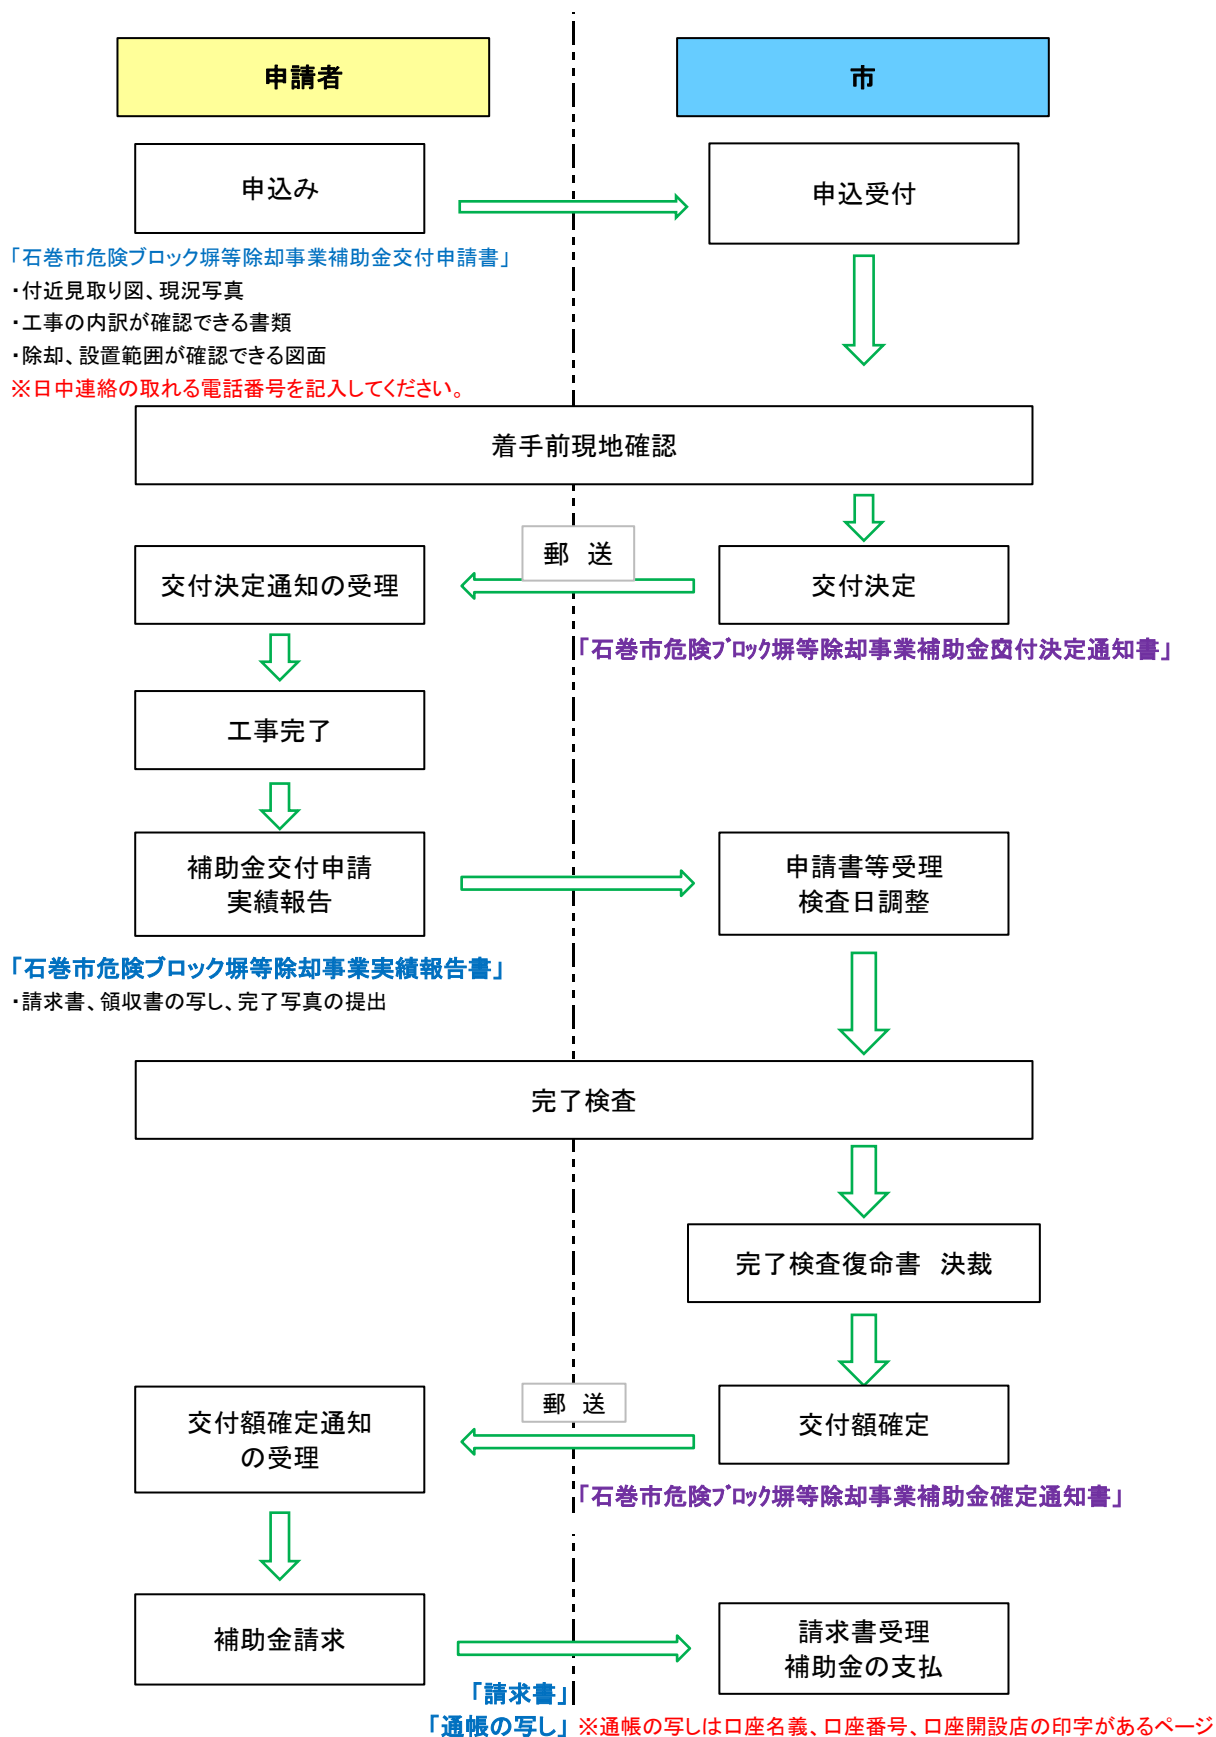 申請者
市
申込み
申込受付
「石巻市危険ブロック塀等除却事業補助金交付申請書」
・付近見取り図、現況写真
・工事の内訳が確認できる書類
・除却、設置範囲が確認できる図面
※日中連絡の取れる電話番号を記入してください。
着手前現地確認
郵 送
交付決定通知の受理
交付決定
「石巻市危険ブロック塀等除却事業補助金交付決定通知書」
工事完了
補助金交付申請
実績報告
申請書等受理
検査日調整
「石巻市危険ブロック塀等除却事業実績報告書」
・請求書、領収書の写し、完了写真の提出
完了検査
完了検査復命書　決裁
郵 送
交付額確定通知
の受理
交付額確定
「石巻市危険ブロック塀等除却事業補助金確定通知書」
補助金請求
請求書受理
補助金の支払
「請求書」
「通帳の写し」 ※通帳の写しは口座名義、口座番号、口座開設店の印字があるページ